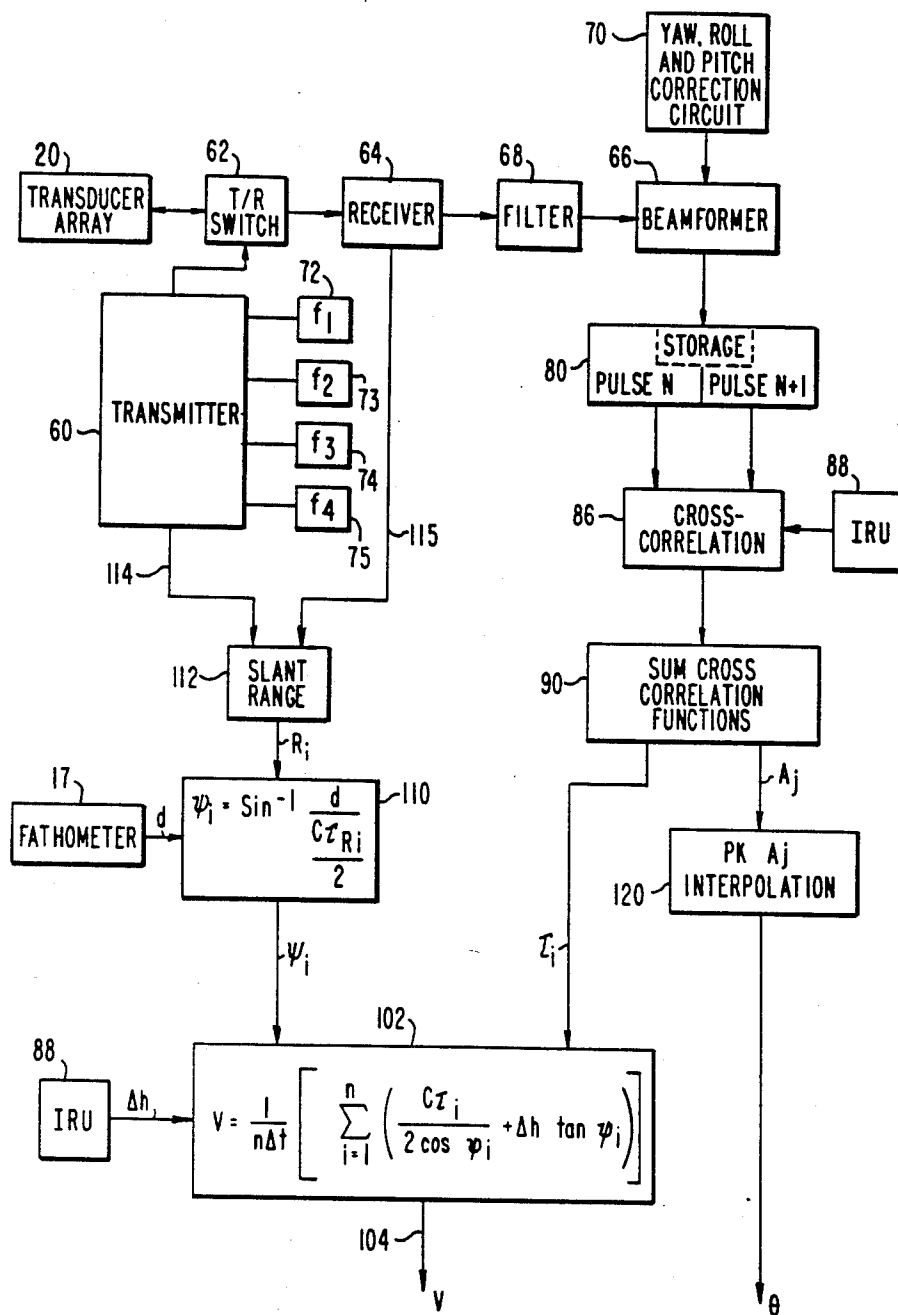 70
YAW, ROLL
AND PITCH
CORRECTION
CIRCUIT
20
TRANSDUCER
ARRAY
62
T/R
SWITCH
64
RECEIVER
68
FILTER
66
BEAMFORMER
72
f1
f2
73
f3
74
f4
75
60
TRANSMITTER
80
STORAGE
PULSE N
PULSE N+1
88
IRU
86
CROSS-
CORRELATION
114
115
112
SLANT
RANGE
90
SUM CROSS
CORRELATION
FUNCTIONS
Ri
Aj
17
FATHOMETER
d
110
ψi = Sin⁻¹ d / (CτRi / 2)
PK Aj
INTERPOLATION
120
ψi
τi
102
88
IRU
Δh,
V = 1/(nΔt) [ n Σ i=1 ( Cτi / (2 cos φi) + Δh tan ψi ) ]
104
V
θ